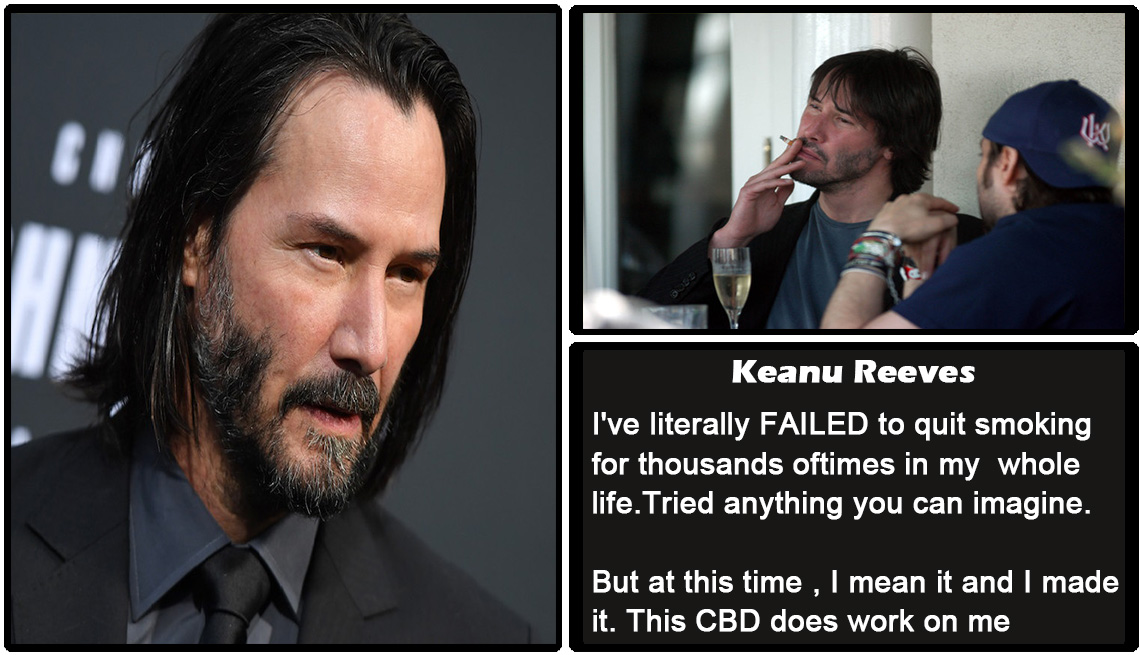 Keanu Reeves
I've literally FAILED to quit smoking
for thousands oftimes in my  whole
life.Tried anything you can imagine.
But at this time , I mean it and I made
it. This CBD does work on me